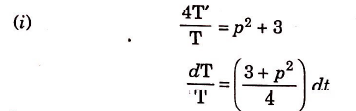 (i) 4T′/T = p² + 3
dT/T = ((3 + p²)/4) dt